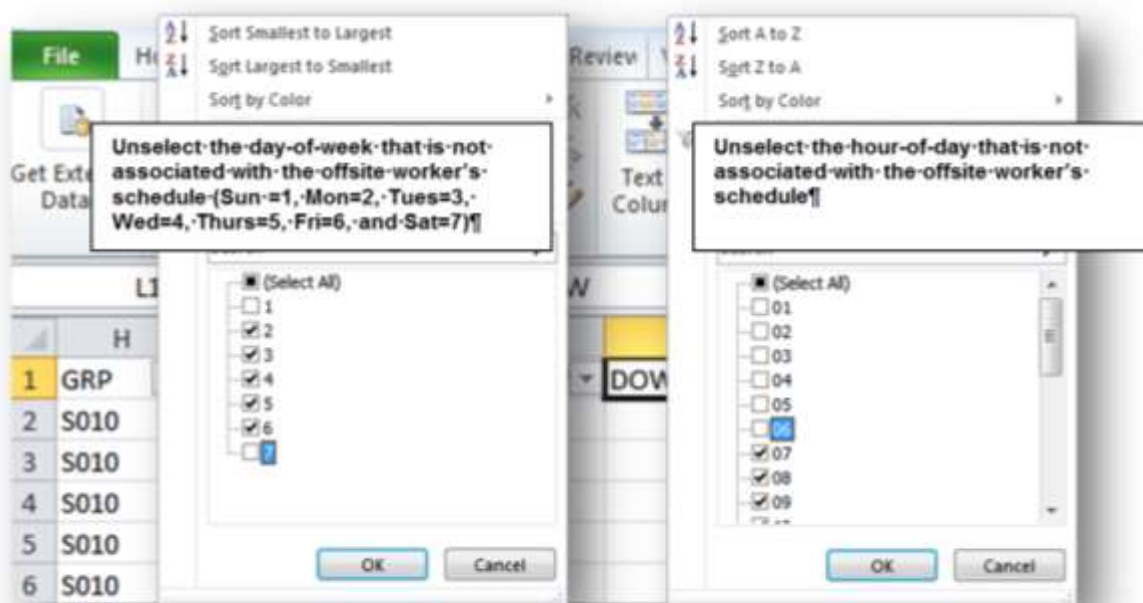 Sort Smallest to Largest
Sort Largest to Smallest
Sort by Color
Unselect·the·day-of-week·that·is·not·
associated·with·the·offsite·worker's·
schedule·(Sun·=1,·Mon=2,·Tues=3,·
Wed=4,·Thurs=5,·Fri=6,·and·Sat=7)¶
(Select All)
1
2
3
4
5
6
7
OK
Cancel
Sort A to Z
Sort Z to A
Sort by Color
Unselect·the·hour-of-day·that·is·not·
associated·with·the·offsite·worker's·
schedule¶
(Select All)
01
02
03
04
05
06
07
08
09
OK
Cancel
File
Review
Get
Data
Text
H
1 GRP
2 S010
3 S010
4 S010
5 S010
6 S010